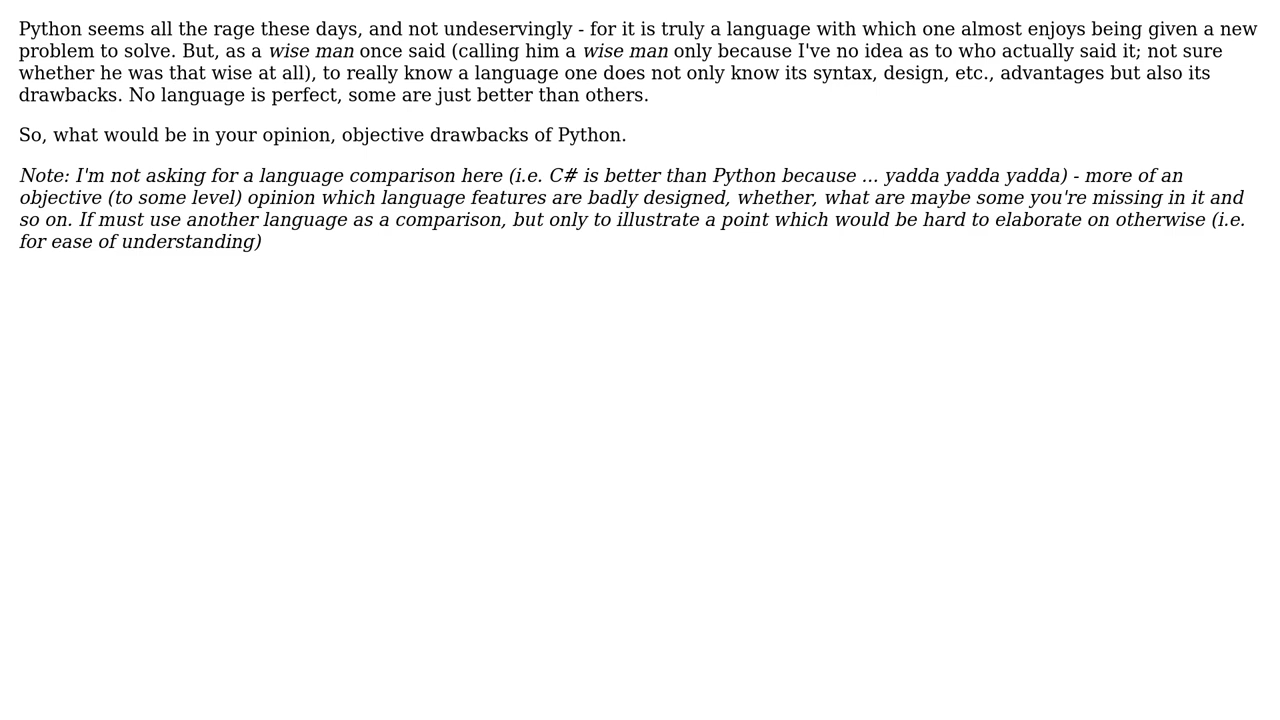 Python seems all the rage these days, and not undeservingly - for it is truly a language with which one almost enjoys being given a new
problem to solve. But, as a wise man once said (calling him a wise man only because I've no idea as to who actually said it; not sure
whether he was that wise at all), to really know a language one does not only know its syntax, design, etc., advantages but also its
drawbacks. No language is perfect, some are just better than others.
So, what would be in your opinion, objective drawbacks of Python.
Note: I'm not asking for a language comparison here (i.e. C# is better than Python because ... yadda yadda yadda) - more of an
objective (to some level) opinion which language features are badly designed, whether, what are maybe some you're missing in it and
so on. If must use another language as a comparison, but only to illustrate a point which would be hard to elaborate on otherwise (i.e.
for ease of understanding)